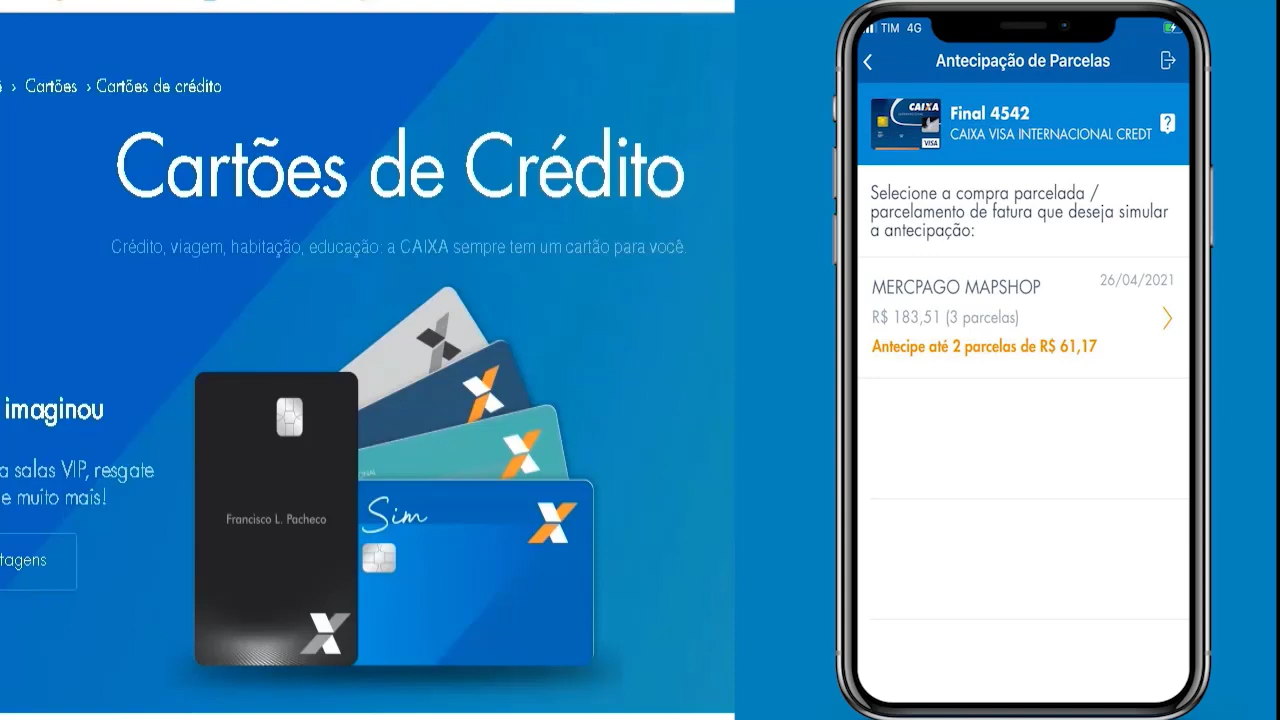 › Cartões › Cartões de crédito
Cartões de Crédito
Crédito, viagem, habitação, educação: a CAIXA sempre tem um cartão para você.
imaginou
a salas VIP, resgate
e muito mais!
tagens
Francisco L. Pacheco
Sim
TIM 4G
Antecipação de Parcelas
CAIXA
VISA
Final 4542
CAIXA VISA INTERNACIONAL CREDT
?
Selecione a compra parcelada /
parcelamento de fatura que deseja simular
a antecipação:
MERCPAGO MAPSHOP
26/04/2021
R$ 183,51 (3 parcelas)
Antecipe até 2 parcelas de R$ 61,17